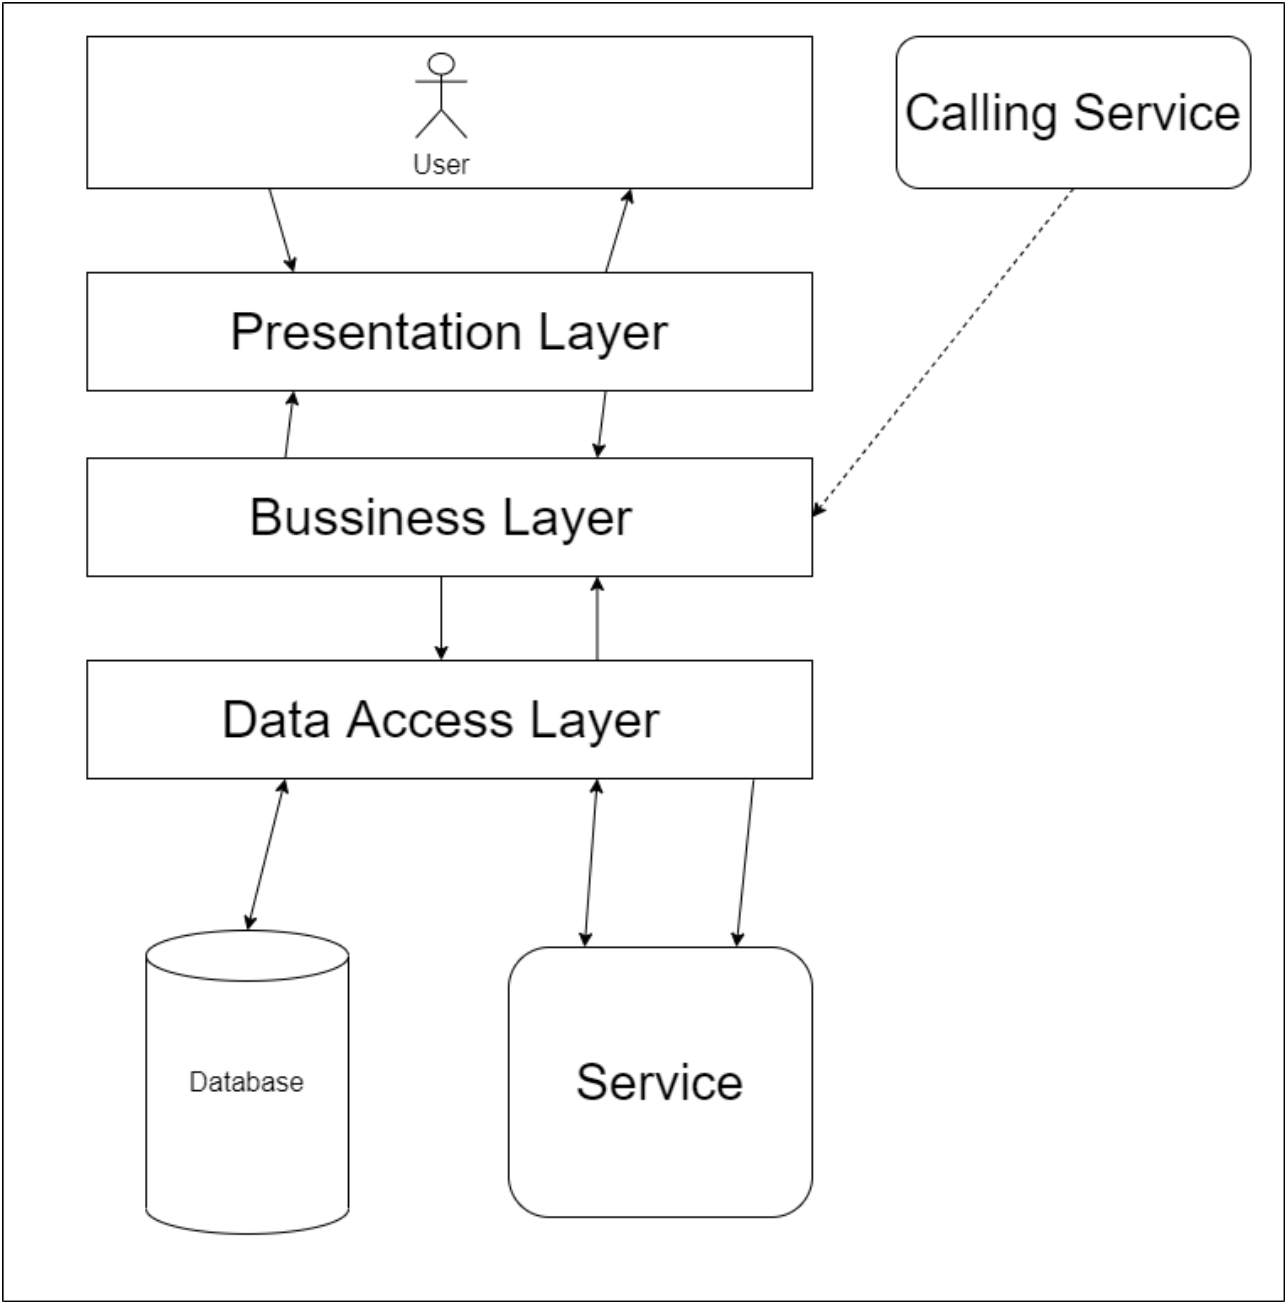 User
Calling Service
Presentation Layer
Bussiness Layer
Data Access Layer
Database
Service